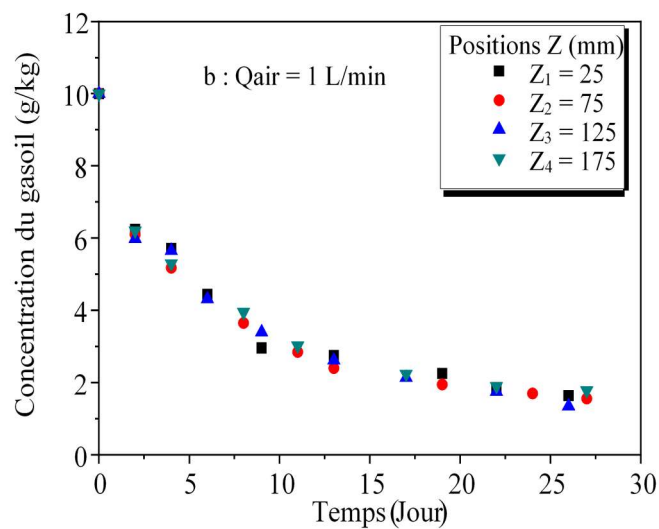 12
10
8
6
4
2
0
Concentration du gasoil (g/kg)
b : Qair = 1 L/min
Positions Z (mm)
Z₁ = 25
Z₂ = 75
Z₃ = 125
Z₄ = 175
0 5 10 15 20 25 30
Temps (Jour)